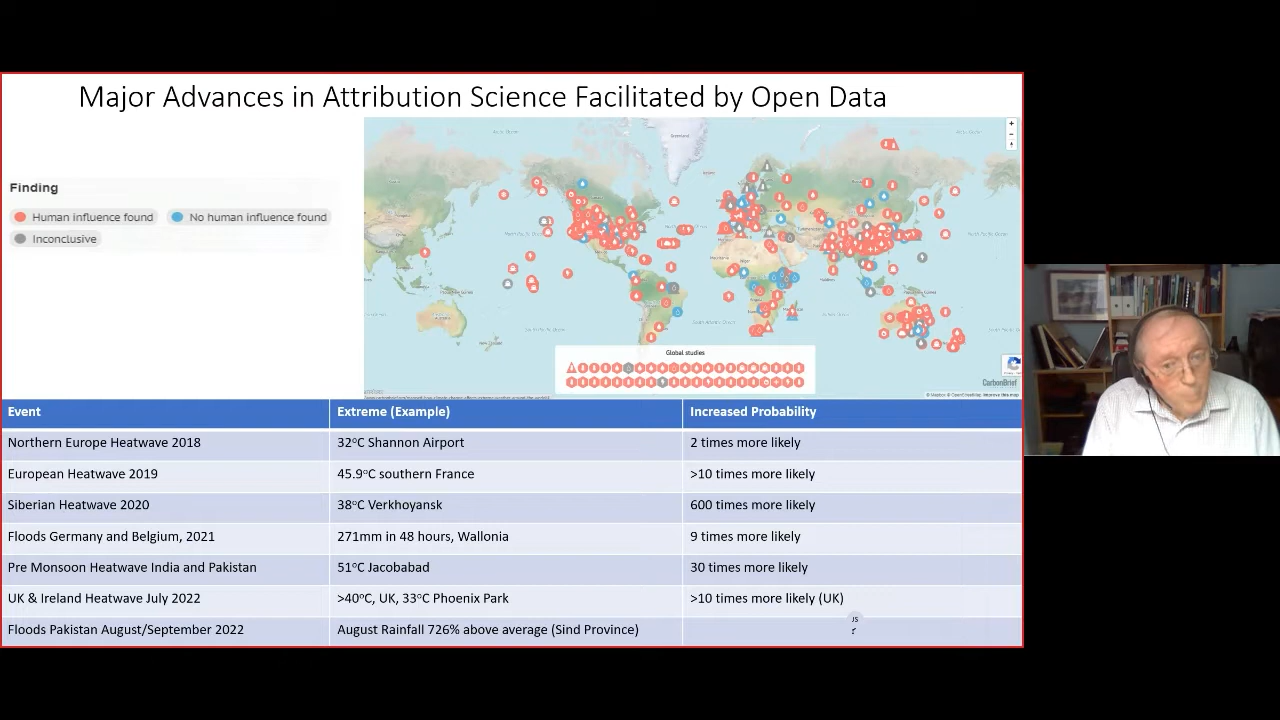 Major Advances in Attribution Science Facilitated by Open Data
Finding
Human influence found
No human influence found
Inconclusive
Greenland
Global studies
CarbonBrief
Event Extreme (Example) Increased Probability
Northern Europe Heatwave 2018 32°C Shannon Airport 2 times more likely
European Heatwave 2019 45.9°C southern France >10 times more likely
Siberian Heatwave 2020 38°C Verkhoyansk 600 times more likely
Floods Germany and Belgium, 2021 271mm in 48 hours, Wallonia 9 times more likely
Pre Monsoon Heatwave India and Pakistan 51°C Jacobabad 30 times more likely
UK & Ireland Heatwave July 2022 >40°C, UK, 33°C Phoenix Park >10 times more likely (UK)
Floods Pakistan August/September 2022 August Rainfall 726% above average (Sind Province)